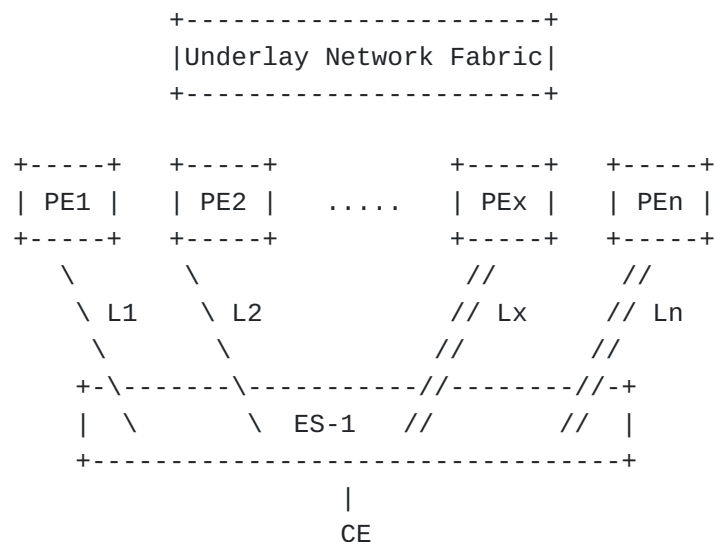 Underlay Network Fabric
PE1 PE2 ..... PEx PEn
L1 L2 Lx Ln
ES-1
CE